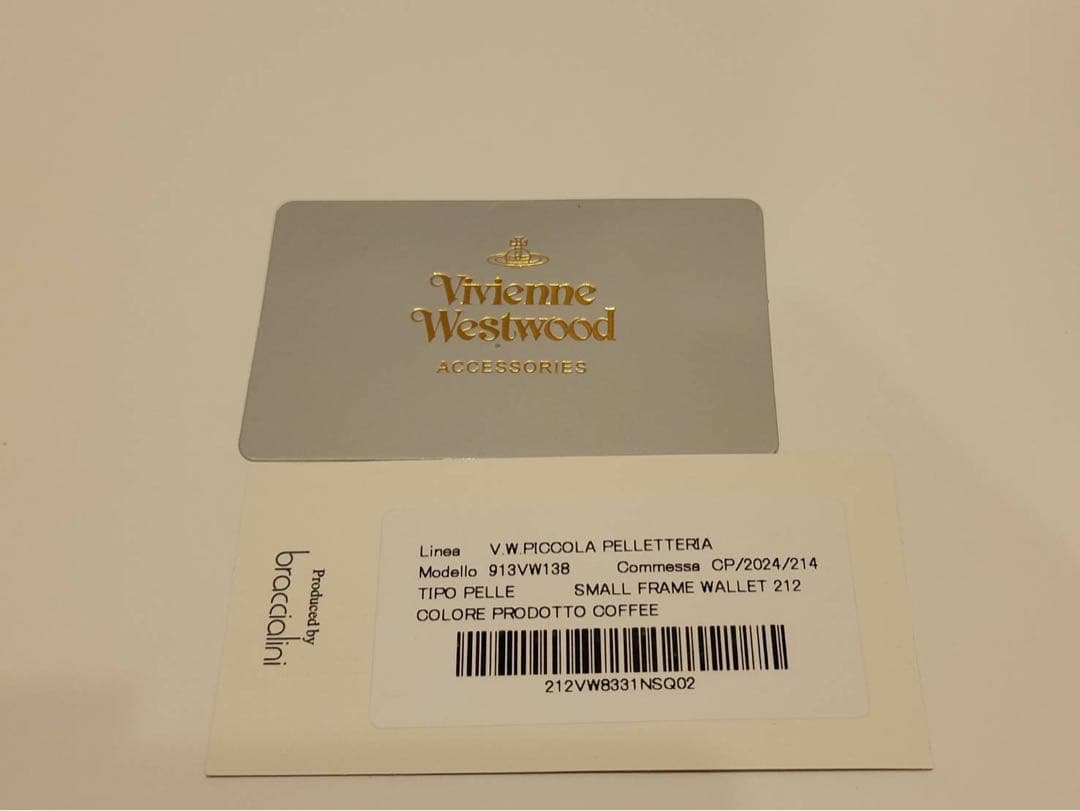 Vivienne
Westwood
ACCESSORIES
Produced by
braccialini
Linea V.W.PICCOLA PELLETTERIA
Modello 913VW138 Commessa CP/2024/214
TIPO PELLE SMALL FRAME WALLET 212
COLORE PRODOTTO COFFEE
212VW8331NSQ02